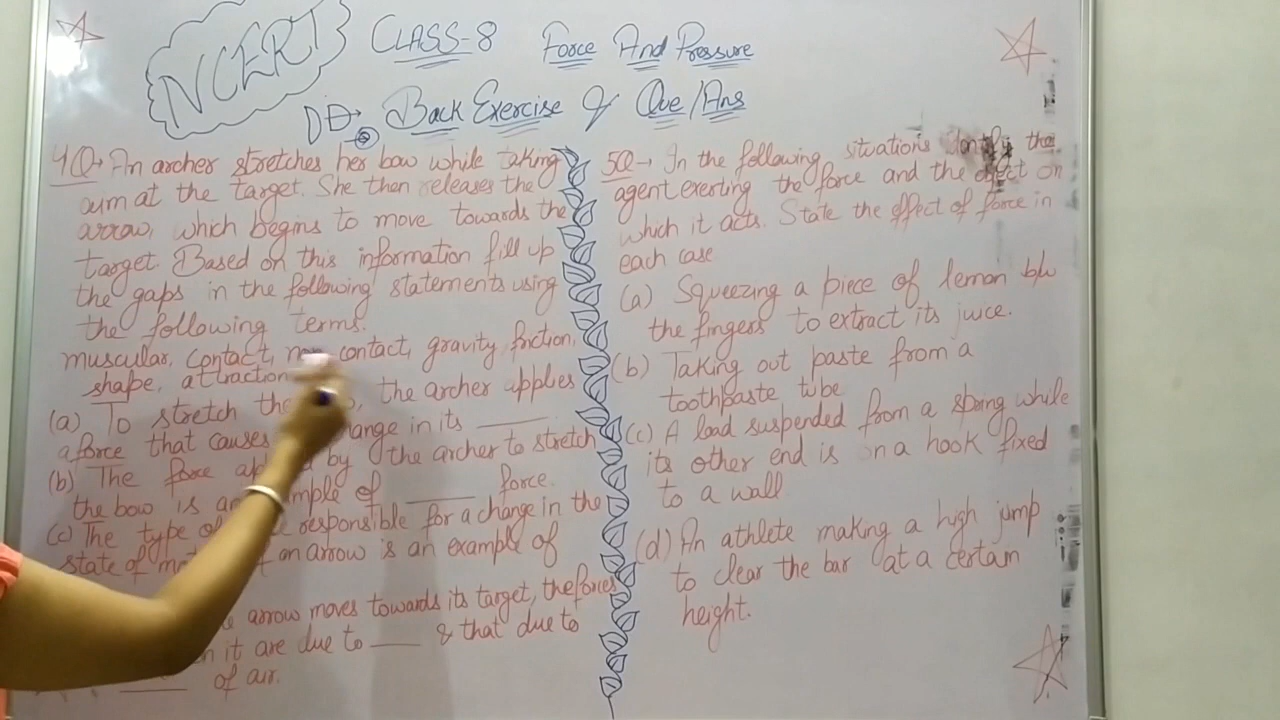 NCERT
CLASS-8 Force And Pressure
Back Exercise of Que/Ans
4Q→ An archer stretches her bow while taking
aim at the target. She then releases the
arrow, which begins to move towards the
target. Based on this information fill up
the gaps in the following statements using
the following terms.
muscular, contact, contact, gravity, friction,
shape, attraction
(a) To stretch the the archer applies
a force that causes in its ____
(b) The force by the archer to stretch
the bow is an of ____ force.
(c) The type responsible for a change in the
state of an arrow is an example of
arrow moves towards its target, the forces
it are due to ____ & that due to
____ of air.
5Q→ In the following situations the
agent exerting the force and the object on
which it acts. State the effect of force in
each case
(a) Squeezing a piece of lemon b/w
the fingers to extract its juice.
(b) Taking out paste from a
toothpaste tube
(c) A load suspended from a spring while
its other end is on a hook fixed
to a wall
(d) An athlete making a high jump
to clear the bar at a certain
height.